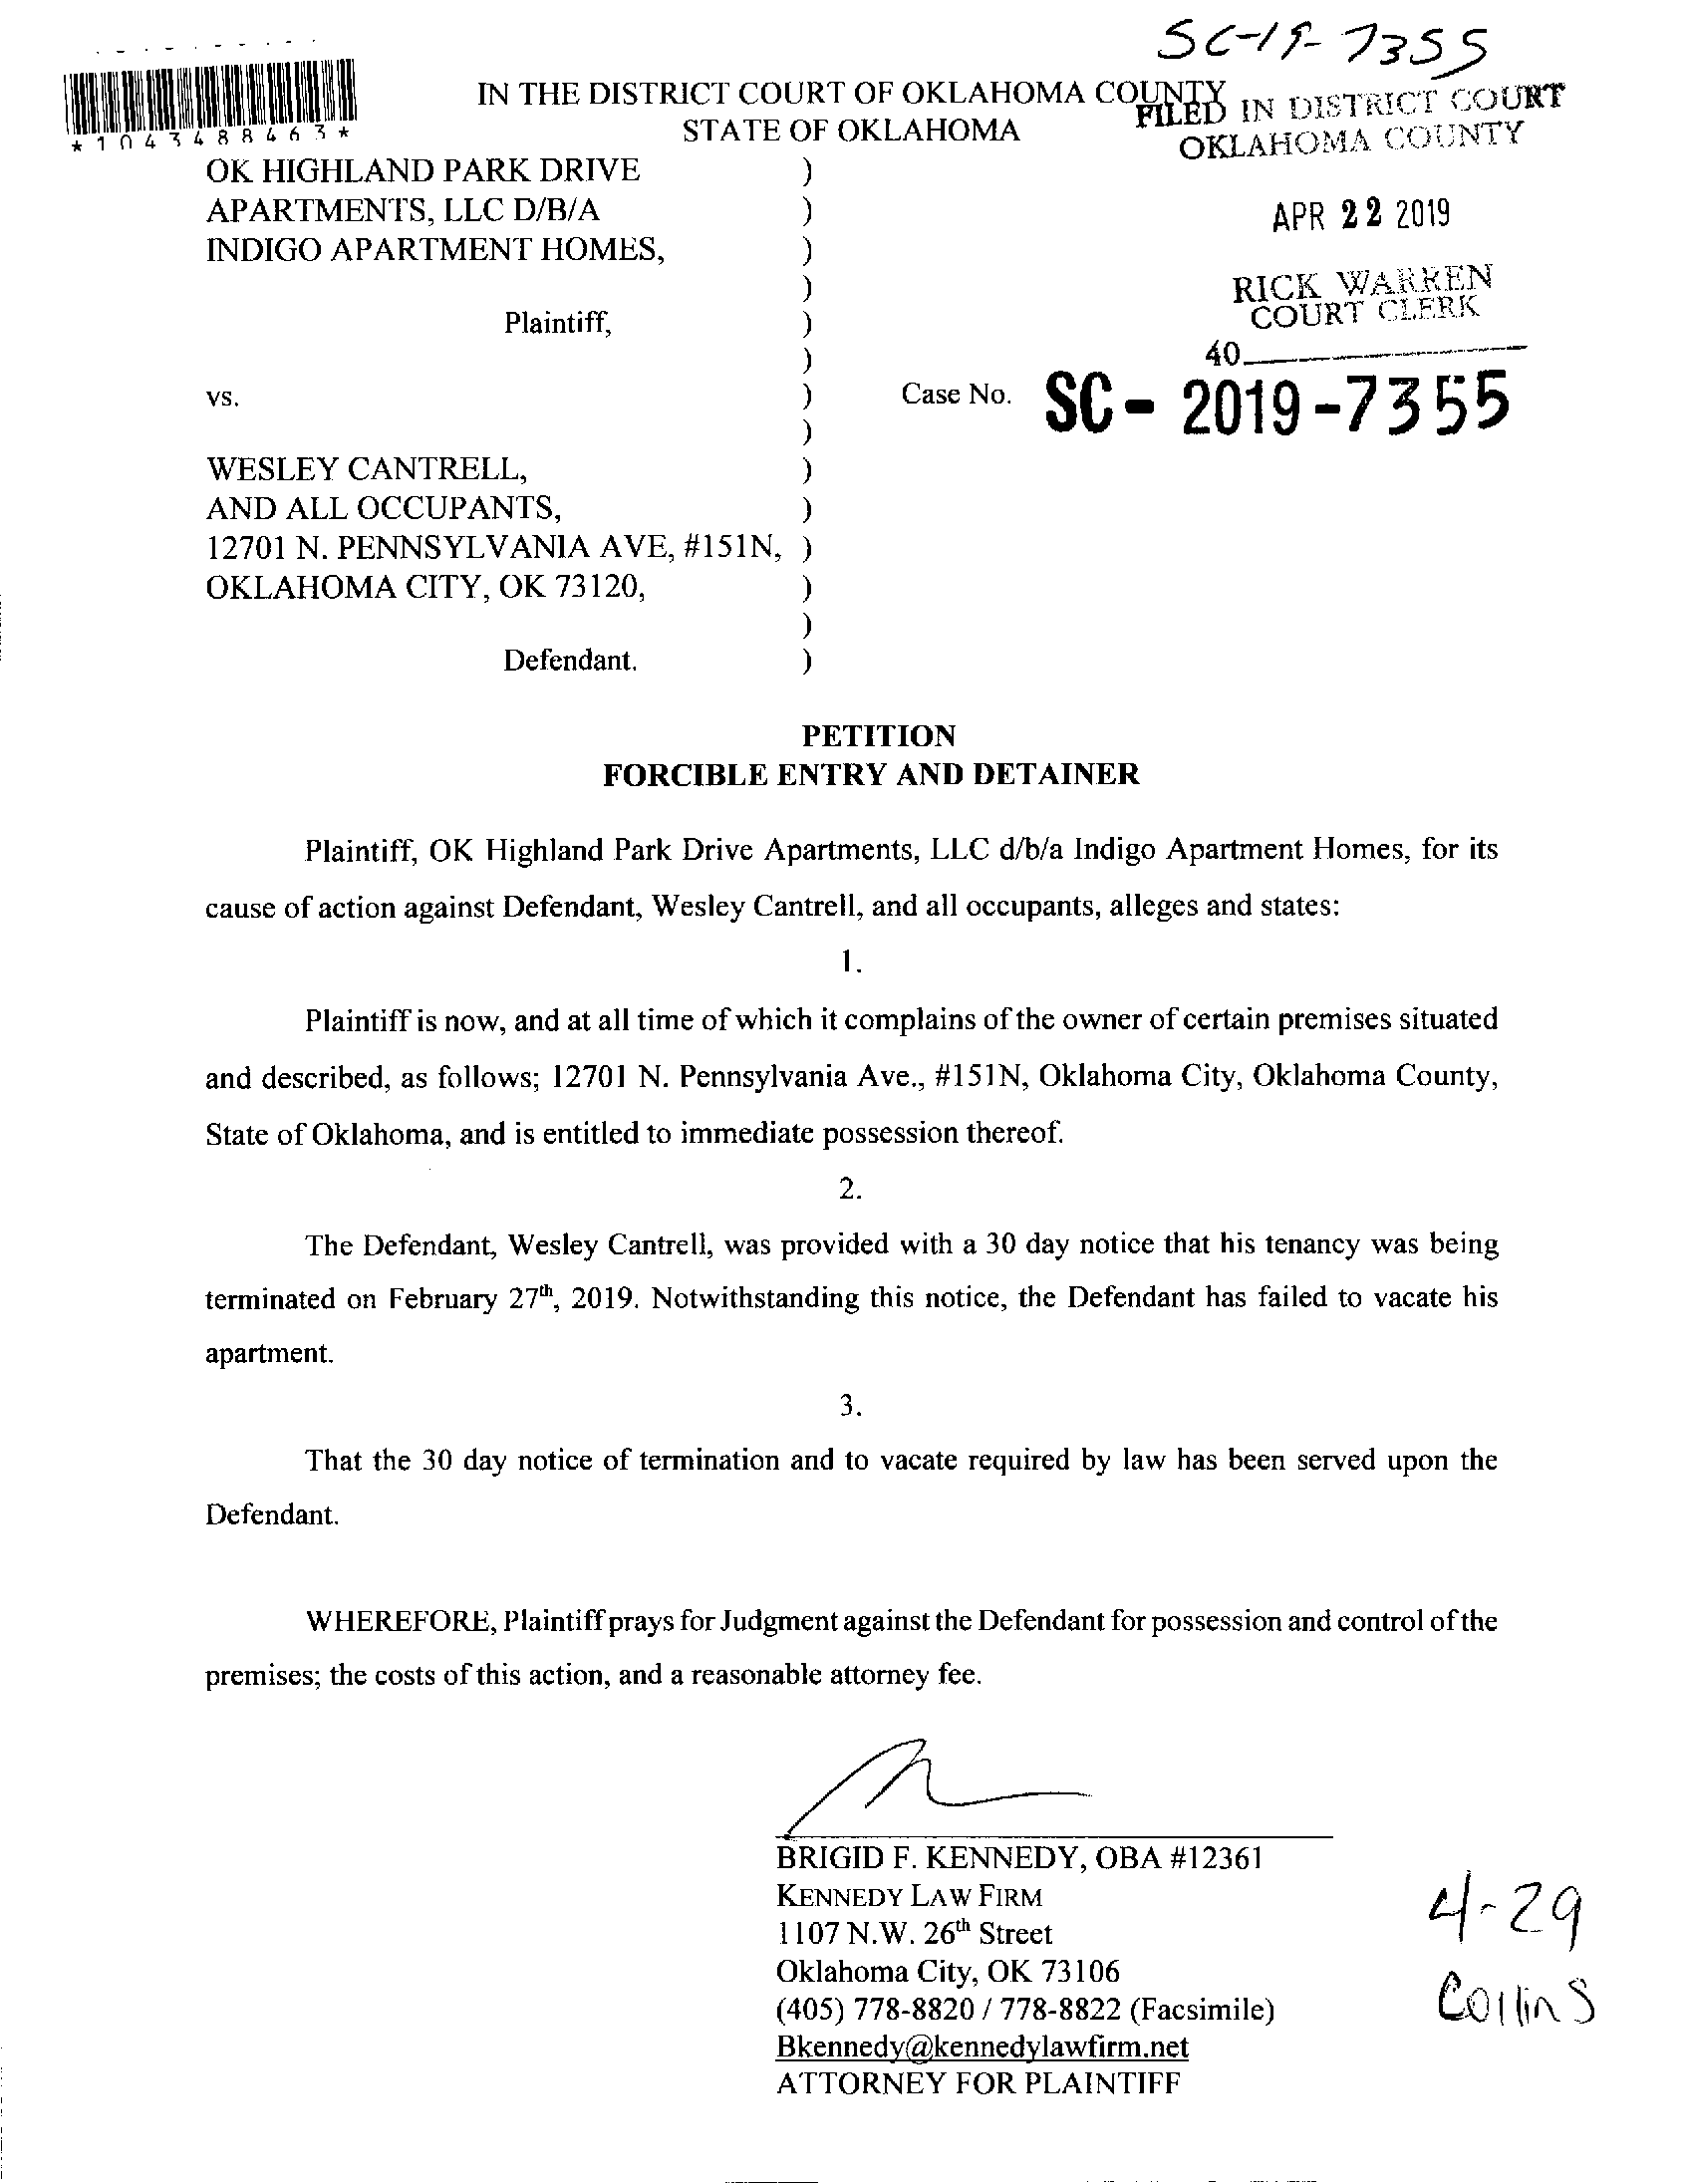 SC-19-7355
*1043488463*
IN THE DISTRICT COURT OF OKLAHOMA COUNTY
STATE OF OKLAHOMA
FILED IN DISTRICT COURT
OKLAHOMA COUNTY
APR 22 2019
RICK WARREN
COURT CLERK
40
OK HIGHLAND PARK DRIVE )
APARTMENTS, LLC D/B/A )
INDIGO APARTMENT HOMES, )
)
Plaintiff, )
)
vs. ) Case No. SC - 2019 -7355
)
WESLEY CANTRELL, )
AND ALL OCCUPANTS, )
12701 N. PENNSYLVANIA AVE, #151N, )
OKLAHOMA CITY, OK 73120, )
)
Defendant. )
PETITION
FORCIBLE ENTRY AND DETAINER
Plaintiff, OK Highland Park Drive Apartments, LLC d/b/a Indigo Apartment Homes, for its
cause of action against Defendant, Wesley Cantrell, and all occupants, alleges and states:
1.
Plaintiff is now, and at all time of which it complains of the owner of certain premises situated
and described, as follows; 12701 N. Pennsylvania Ave., #151N, Oklahoma City, Oklahoma County,
State of Oklahoma, and is entitled to immediate possession thereof.
2.
The Defendant, Wesley Cantrell, was provided with a 30 day notice that his tenancy was being
terminated on February 27th, 2019. Notwithstanding this notice, the Defendant has failed to vacate his
apartment.
3.
That the 30 day notice of termination and to vacate required by law has been served upon the
Defendant.
WHEREFORE, Plaintiff prays for Judgment against the Defendant for possession and control of the
premises; the costs of this action, and a reasonable attorney fee.
BRIGID F. KENNEDY, OBA #12361
KENNEDY LAW FIRM
1107 N.W. 26th Street
Oklahoma City, OK 73106
(405) 778-8820 / 778-8822 (Facsimile)
Bkennedy@kennedylawfirm.net
ATTORNEY FOR PLAINTIFF
4-29
Collins